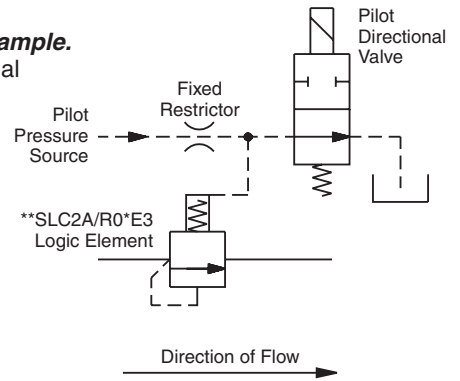 ample.
al
Pilot
Directional
Valve
Fixed
Restrictor
Pilot
Pressure
Source
**SLC2A/R0*E3
Logic Element
Direction of Flow